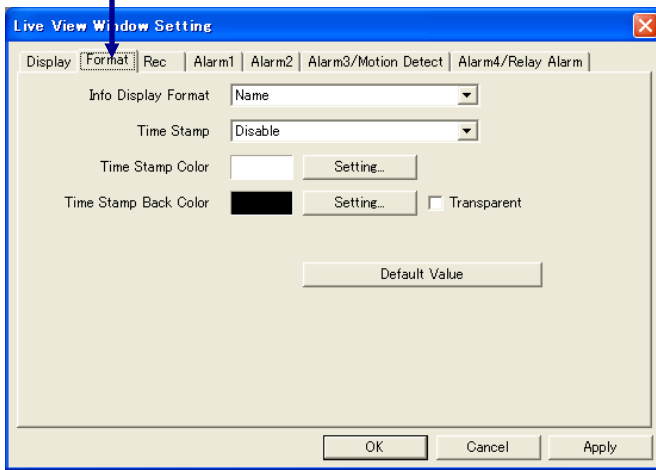 Live View Window Setting
Display Format Rec Alarm1 Alarm2 Alarm3/Motion Detect Alarm4/Relay Alarm
Info Display Format Name
Time Stamp Disable
Time Stamp Color Setting...
Time Stamp Back Color Setting... Transparent
Default Value
OK Cancel Apply